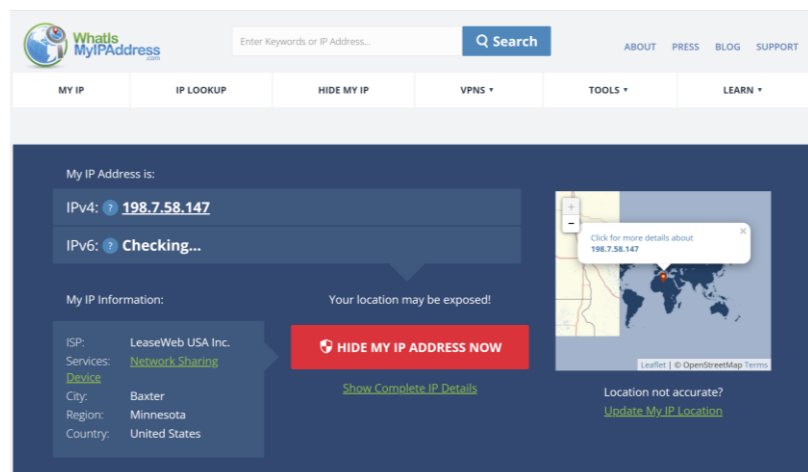 WhatIs
MyIPAddress
.com
Enter Keywords or IP Address...
Search
ABOUT PRESS BLOG SUPPORT
MY IP IP LOOKUP HIDE MY IP VPNS TOOLS LEARN
My IP Address is:
IPv4: ? 198.7.58.147
IPv6: ? Checking...
My IP Information:
ISP: LeaseWeb USA Inc.
Services: Network Sharing
Device
City: Baxter
Region: Minnesota
Country: United States
Your location may be exposed!
HIDE MY IP ADDRESS NOW
Show Complete IP Details
+
−
Click for more details about
198.7.58.147
×
Leaflet | © OpenStreetMap Terms
Location not accurate?
Update My IP Location